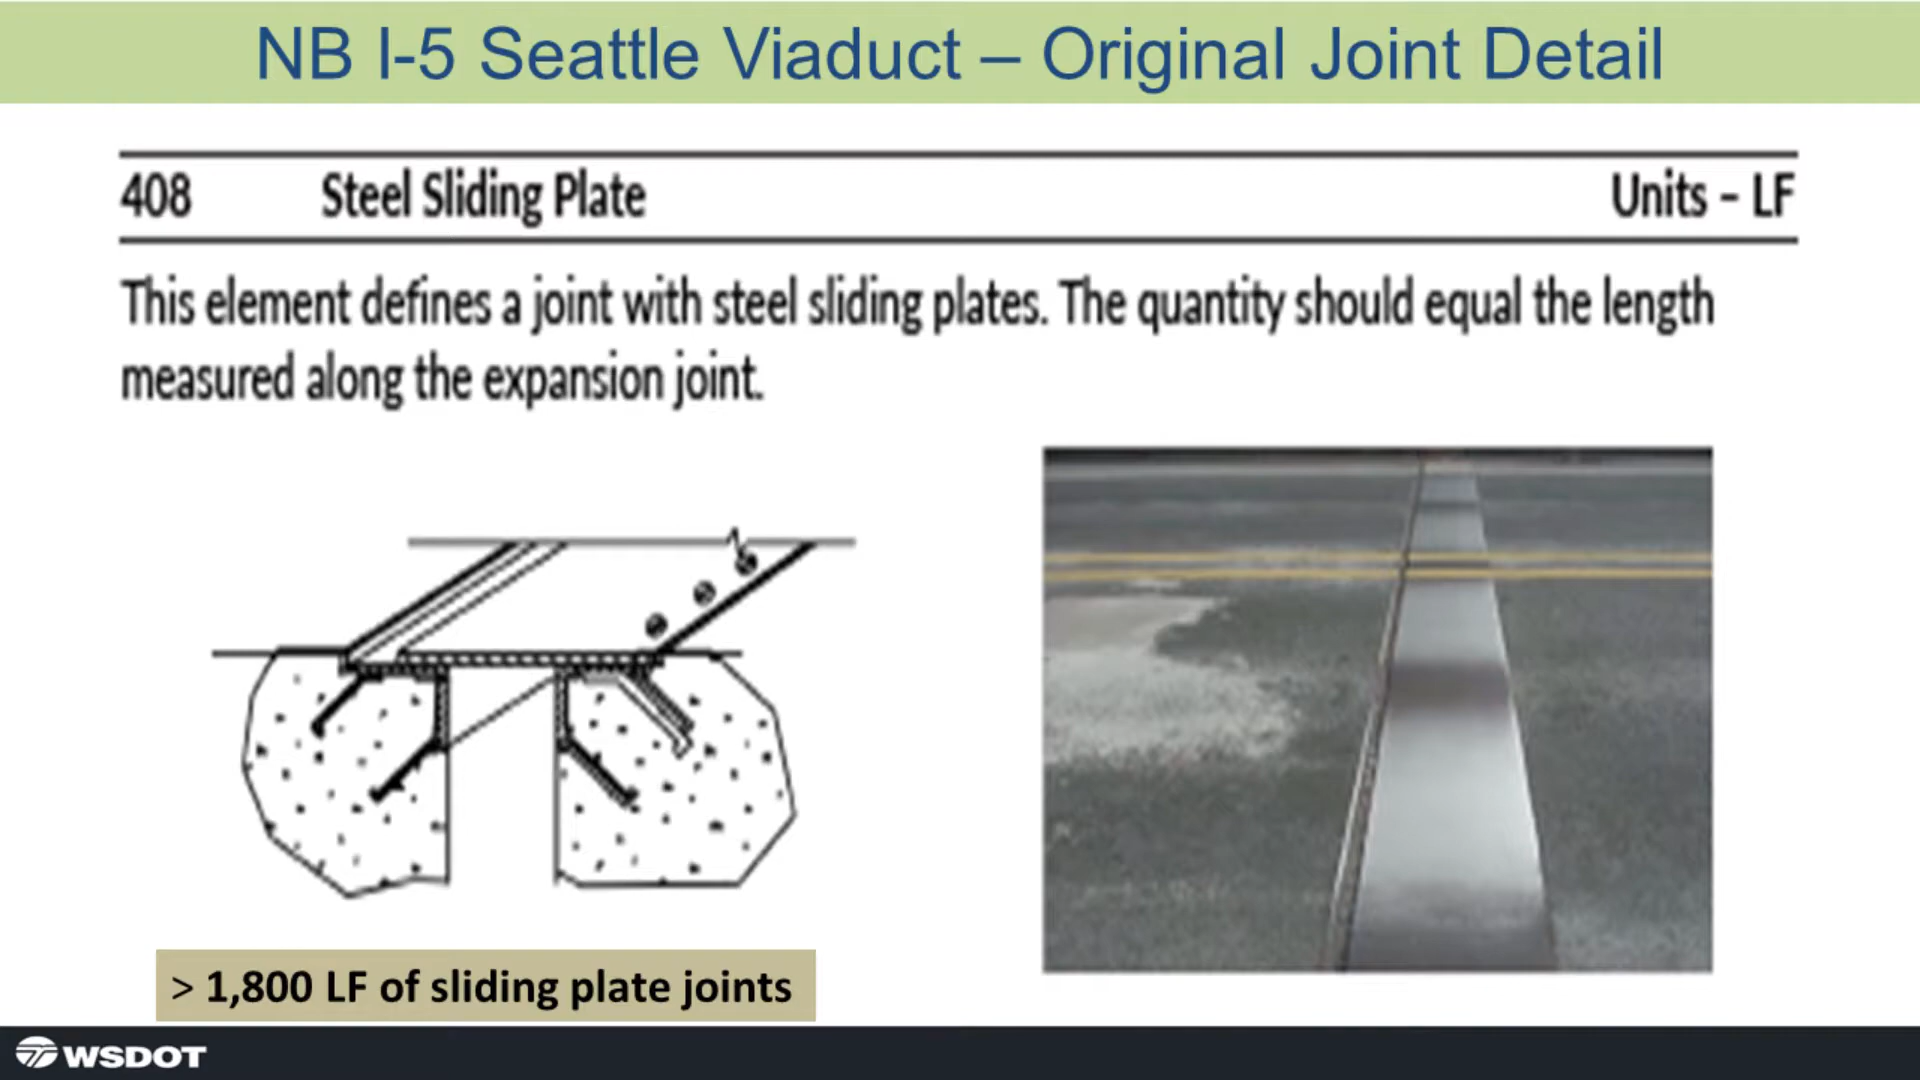 NB I-5 Seattle Viaduct – Original Joint Detail
408 Steel Sliding Plate Units – LF
This element defines a joint with steel sliding plates. The quantity should equal the length
measured along the expansion joint.
> 1,800 LF of sliding plate joints
WSDOT